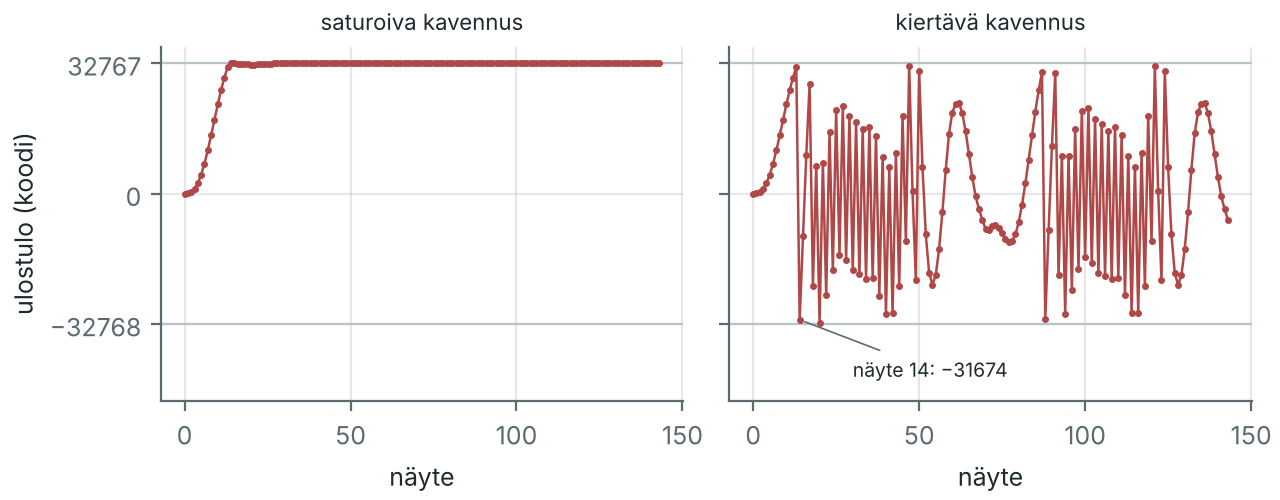 saturoiva kavennus
kiertävä kavennus
ulostulo (koodi)
32767
0
−32768
näyte 14: −31674
0
50
100
150
0
50
100
150
näyte
näyte